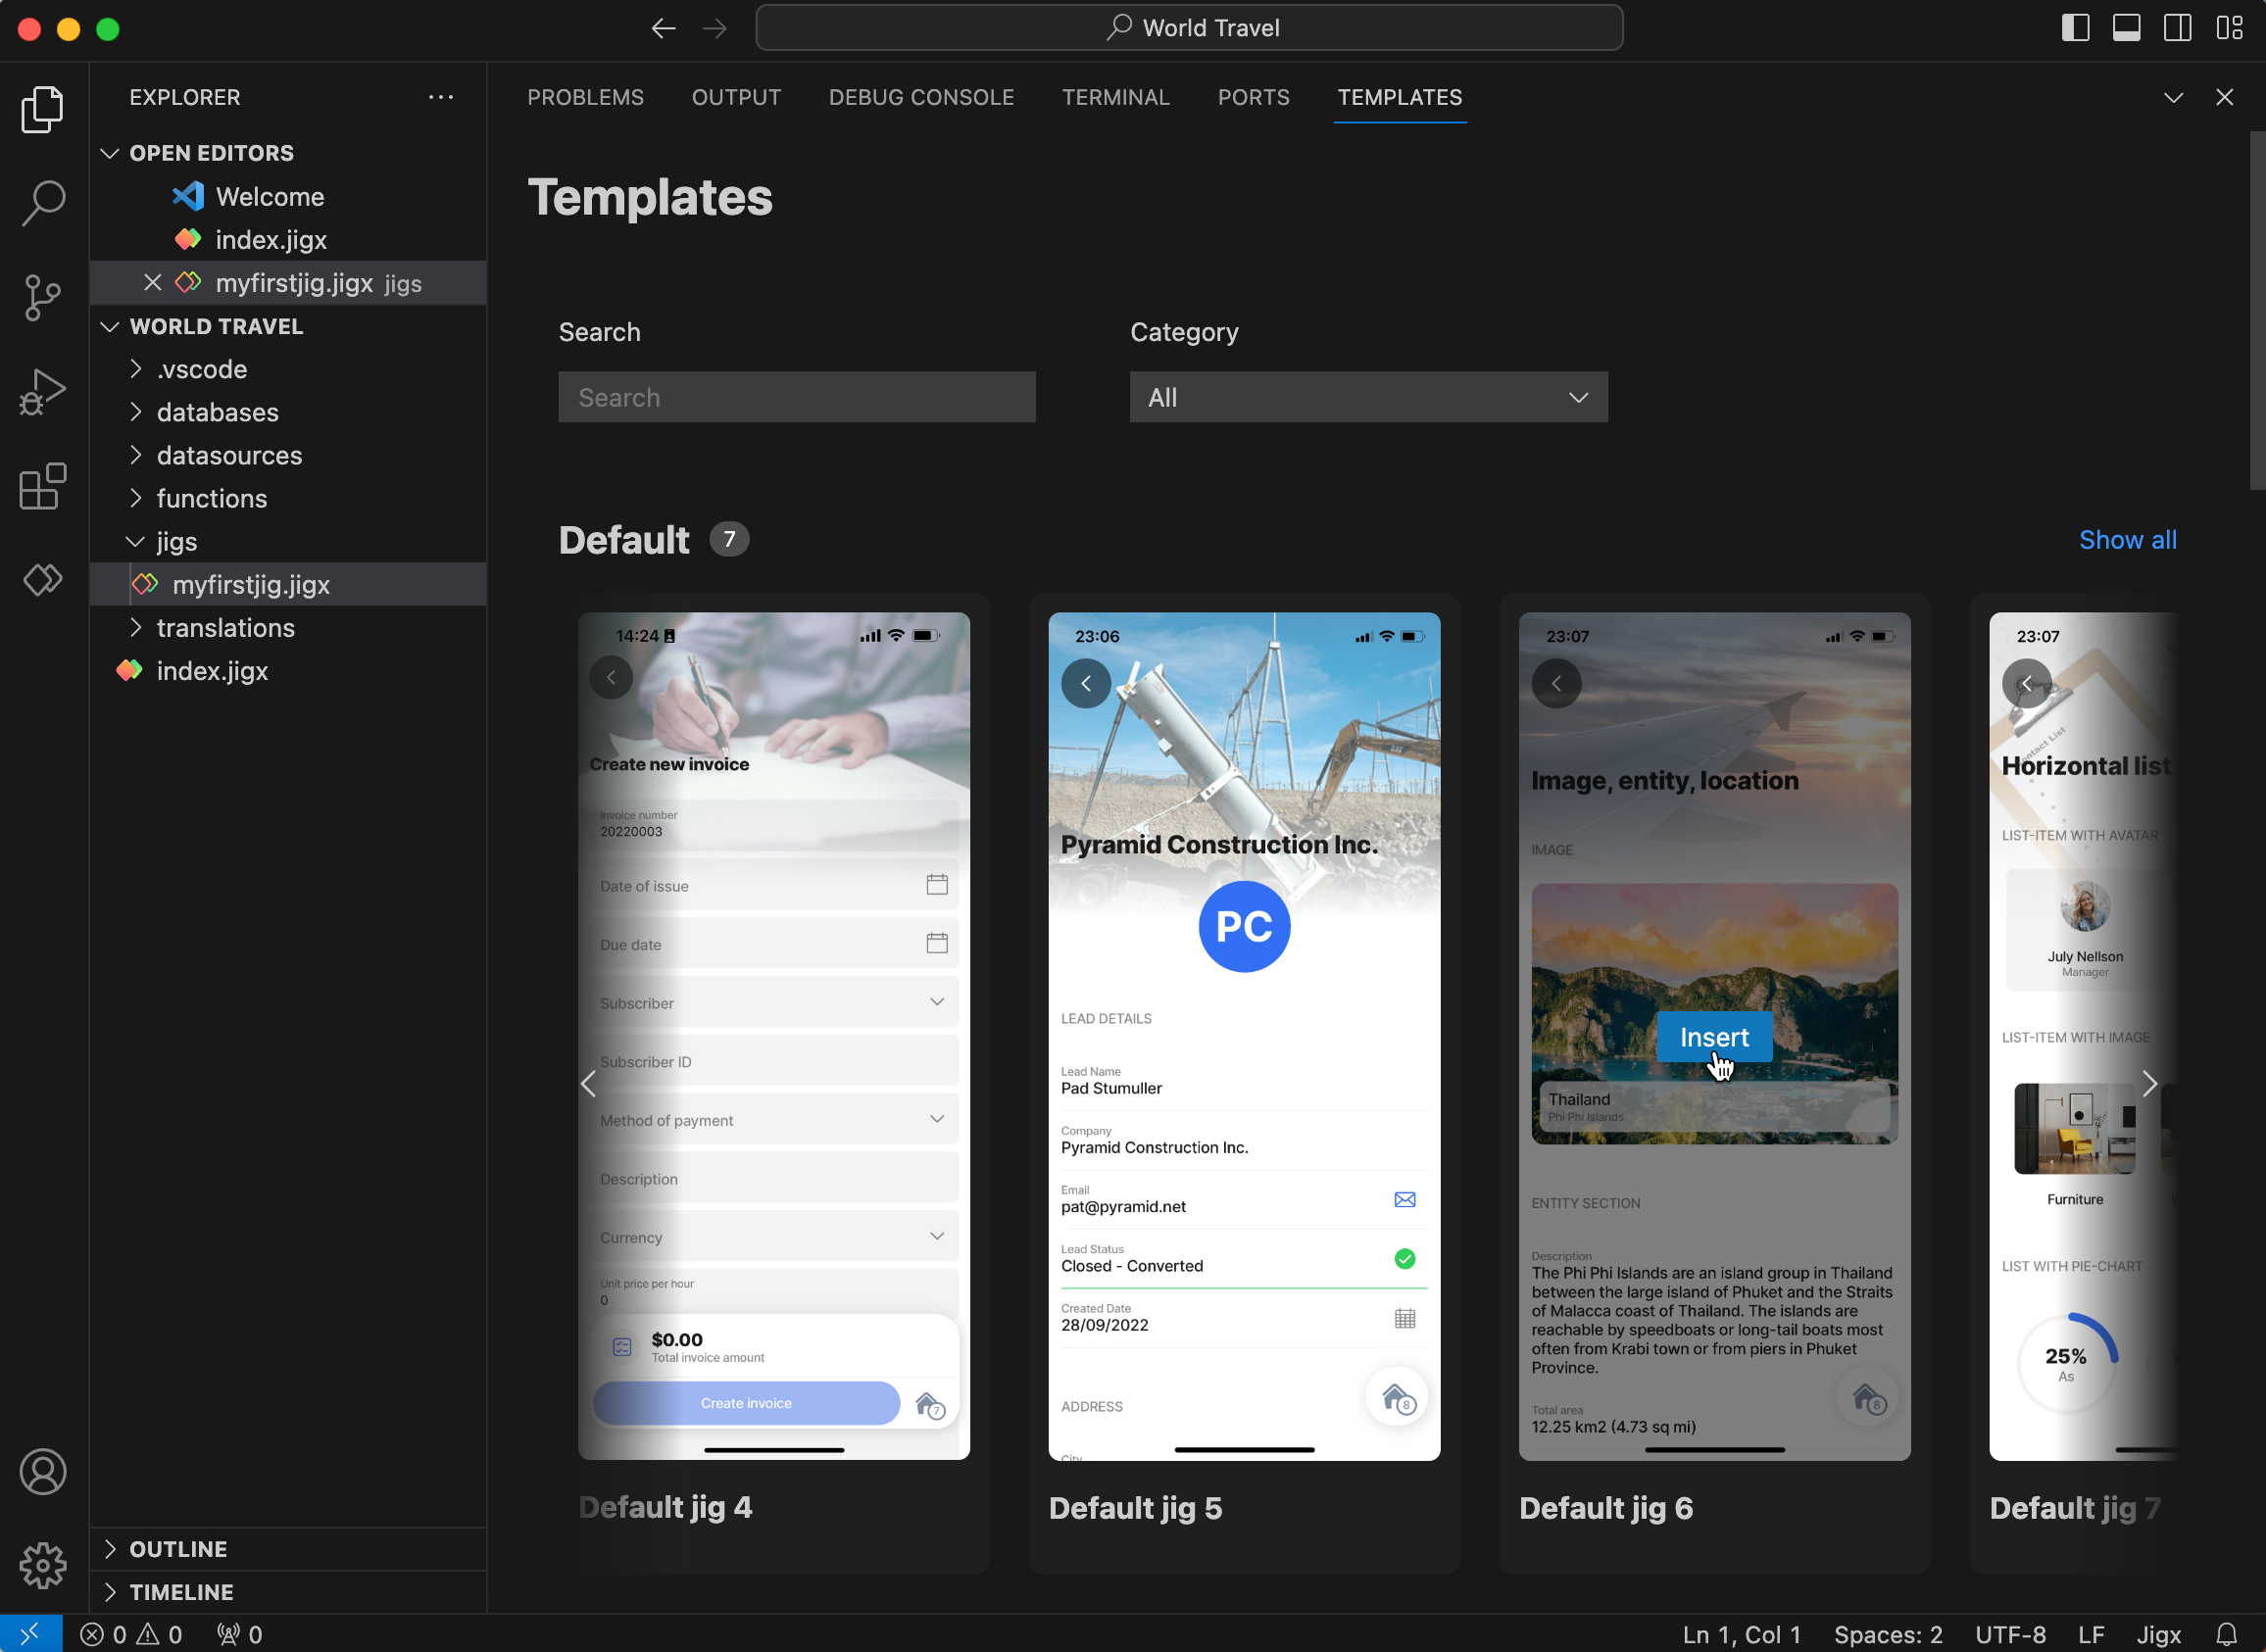 World Travel
EXPLORER
OPEN EDITORS
Welcome
index.jigx
myfirstjig.jigx jigs
WORLD TRAVEL
.vscode
databases
datasources
functions
jigs
myfirstjig.jigx
translations
index.jigx
OUTLINE
TIMELINE
PROBLEMS OUTPUT DEBUG CONSOLE TERMINAL PORTS TEMPLATES
Templates
Search Category
Search All
Default 7 Show all
14:24
Create new invoice
Invoice number
20220003
Date of issue
Due date
Subscriber
Subscriber ID
Method of payment
Description
Currency
Unit price per hour
0
$0.00
Total invoice amount
Create invoice
7
Default jig 4
23:06
Pyramid Construction Inc.
PC
LEAD DETAILS
Lead Name
Pad Stumuller
Company
Pyramid Construction Inc.
Email
pat@pyramid.net
Lead Status
Closed - Converted
Created Date
28/09/2022
ADDRESS
8
City
Default jig 5
23:07
Image, entity, location
IMAGE
Insert
Thailand
Phi Phi Islands
ENTITY SECTION
Description
The Phi Phi Islands are an island group in Thailand
between the large island of Phuket and the Straits
of Malacca coast of Thailand. The islands are
reachable by speedboats or long-tail boats most
often from Krabi town or from piers in Phuket
Province.
Total area
12.25 km2 (4.73 sq mi)
8
Default jig 6
23:07
Contact List
Horizontal list
LIST-ITEM WITH AVATAR
July Nellson
Manager
LIST-ITEM WITH IMAGE
Furniture
LIST WITH PIE-CHART
25%
As
Default jig 7
0 0 0
Ln 1, Col 1 Spaces: 2 UTF-8 LF Jigx